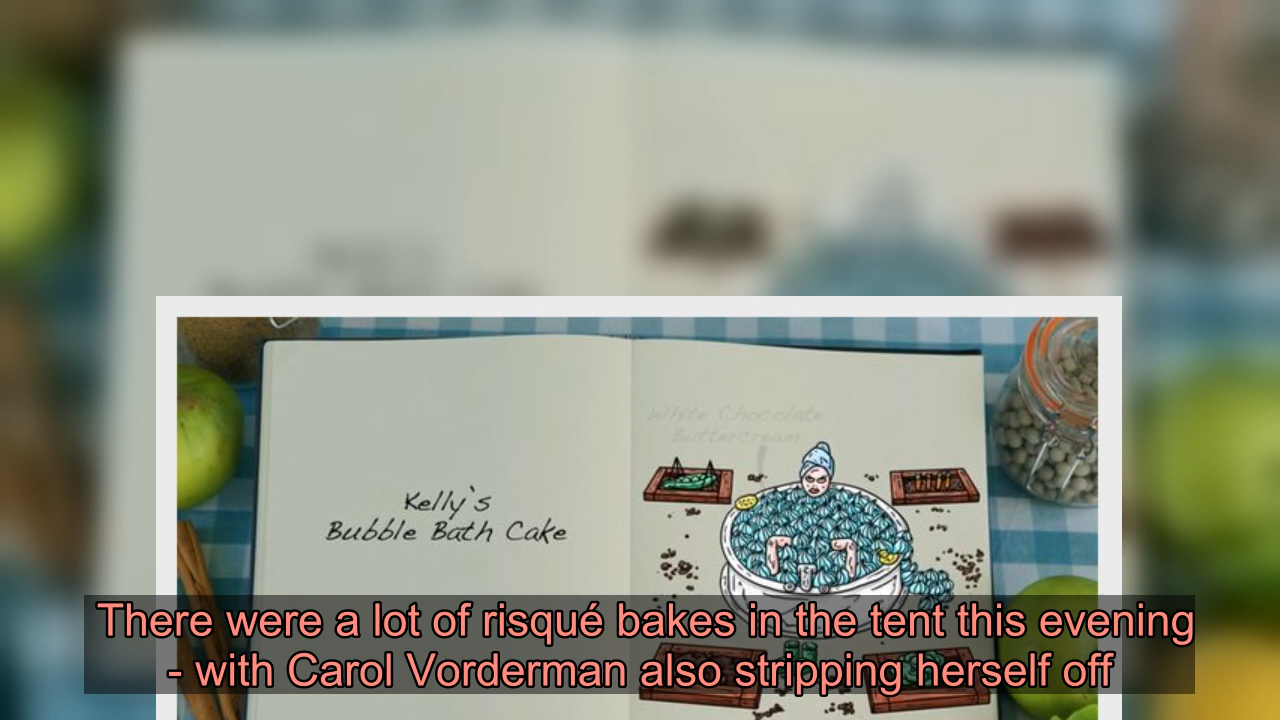 White Chocolate
Buttercream
Kelly's
Bubble Bath Cake
There were a lot of risqué bakes in the tent this evening
- with Carol Vorderman also stripping herself off